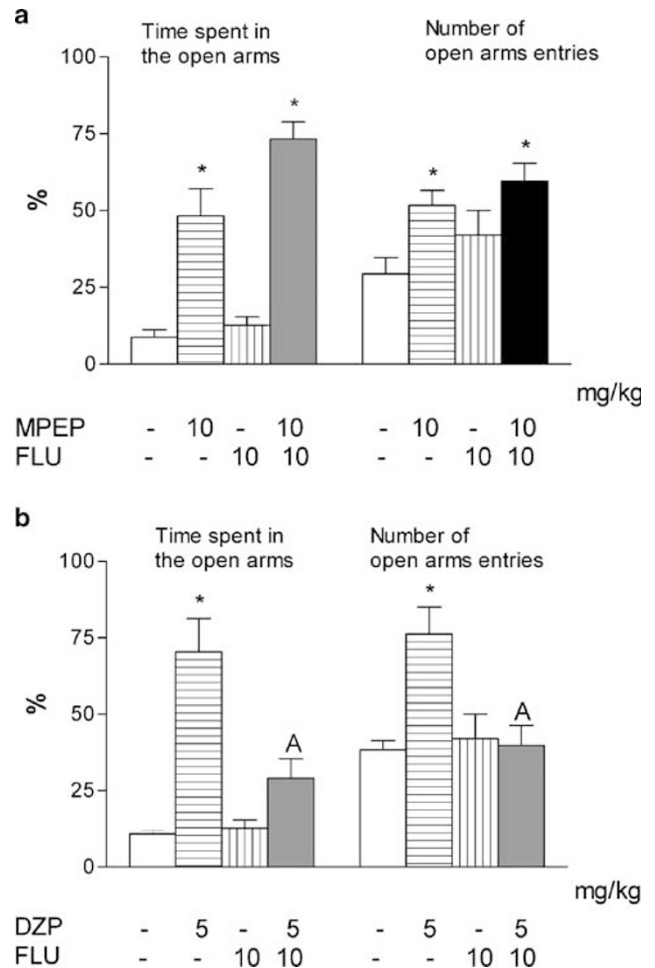 a
Time spent in
the open arms
Number of
open arms entries
100
75
50
25
0
%
* * * *
mg/kg
MPEP - 10 - 10 - 10 - 10
FLU - - 10 10 - - 10 10
b
Time spent in
the open arms
Number of
open arms entries
100
75
50
25
0
%
* A * A
mg/kg
DZP - 5 - 5 - 5 - 5
FLU - - 10 10 - - 10 10